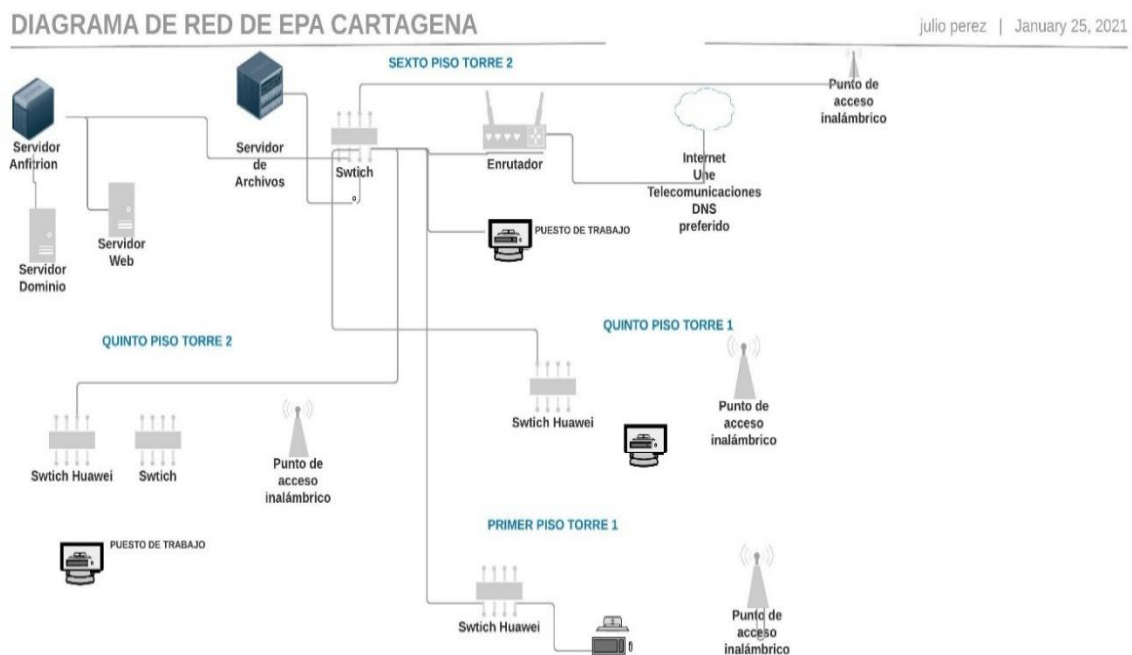 DIAGRAMA DE RED DE EPA CARTAGENA
julio perez | January 25, 2021
SEXTO PISO TORRE 2
Servidor
Anfitrion
Servidor
de
Archivos
Swtich
Enrutador
Internet
Une
Telecomunicaciones
DNS
preferido
Punto de
acceso
inalámbrico
Servidor
Dominio
Servidor
Web
PUESTO DE TRABAJO
QUINTO PISO TORRE 2
QUINTO PISO TORRE 1
Swtich Huawei
Punto de
acceso
inalámbrico
Swtich Huawei
Swtich
Punto de
acceso
inalámbrico
PUESTO DE TRABAJO
PRIMER PISO TORRE 1
Swtich Huawei
Punto de
acceso
inalámbrico